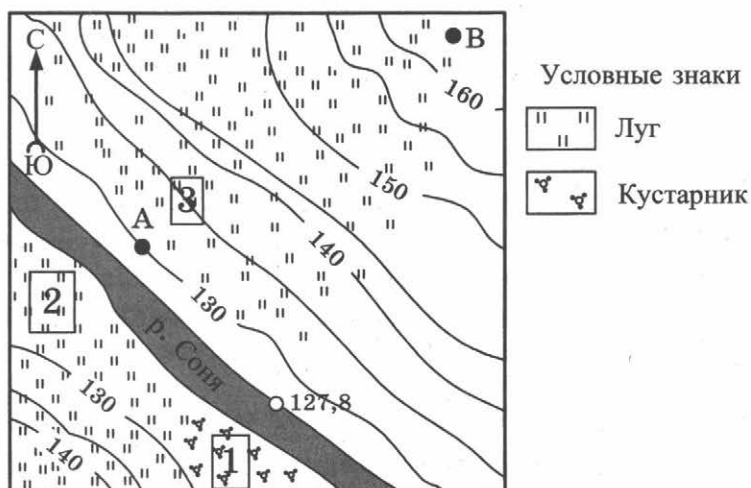 С
Ю
А
В
3
2
1
160
150
140
130
130
140
р. Соня
127,8
Условные знаки
Луг
Кустарник